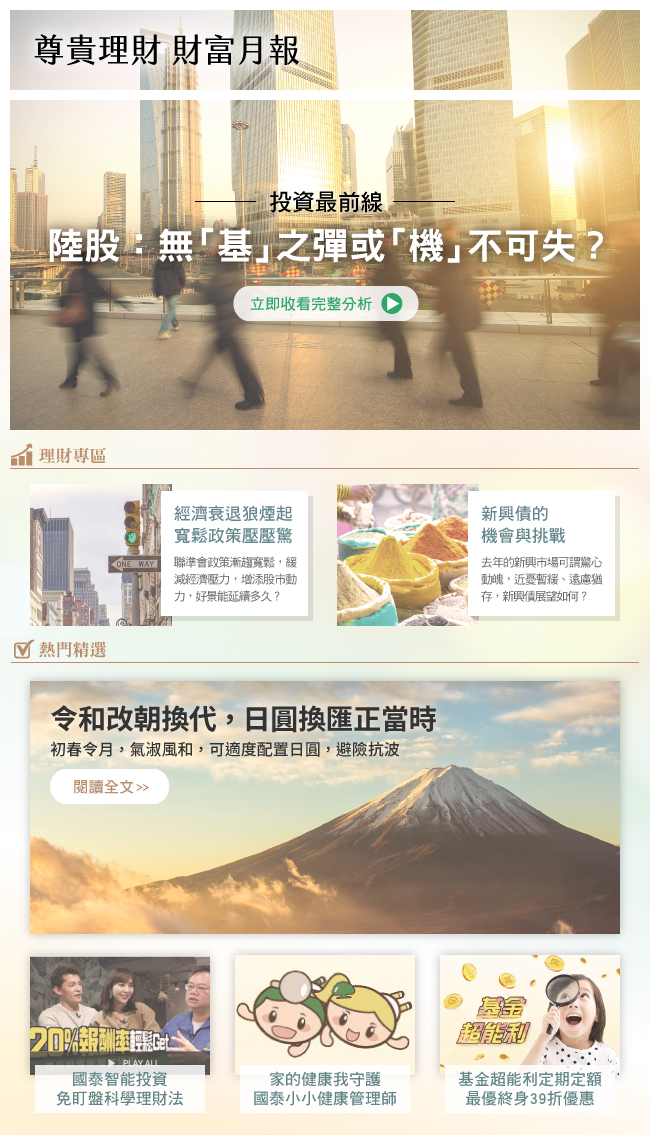 尊貴理財 財富月報
投資最前線
陸股：無「基」之彈或「機」不可失？
立即收看完整分析
理財專區
經濟衰退狼煙起
寬鬆政策壓壓驚
聯準會政策漸趨寬鬆，緩
減經濟壓力，增添股市動
力，好景能延續多久？
ONE WAY
新興債的
機會與挑戰
去年的新興市場可謂驚心
動魄，近憂暫緩、遠慮猶
存，新興債展望如何？
熱門精選
令和改朝換代，日圓換匯正當時
初春令月，氣淑風和，可適度配置日圓，避險抗波
閱讀全文>>
20%報酬率輕鬆Get
PLAY ALL
國泰智能投資
免盯盤科學理財法
家的健康我守護
國泰小小健康管理師
基金
超能利
基金超能利定期定額
最優終身39折優惠